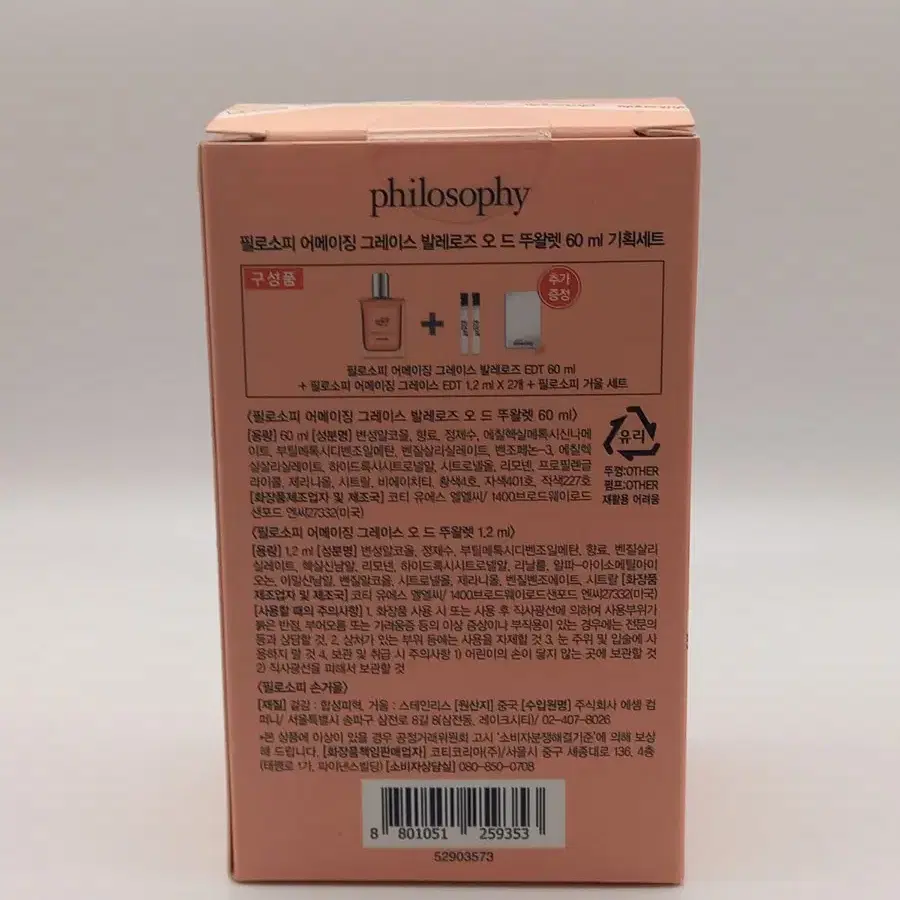 philosophy
필로소피 어메이징 그레이스 발레로즈 오 드 뚜왈렛 60 ml 기획세트
구성품
추가
증정
필로소피 어메이징 그레이스 발레로즈 EDT 60 ml
+ 필로소피 어메이징 그레이스 EDT 1.2 ml X 2개 + 필로소피 거울 세트
<필로소피 어메이징 그레이스 발레로즈 오 드 뚜왈렛 60 ml>
[용량] 60 ml [성분명] 변성알코올, 향료, 정제수, 에칠헥실메톡시신나메
이트, 부틸메톡시디벤조일메탄, 벤질살리실레이트, 벤조페논-3, 에칠헥
실살리실레이트, 하이드록시시트로넬알, 시트로넬올, 리모넨, 프로필렌글
라이콜, 제라니올, 시트랄, 비에이치티, 황색4호, 자색401호, 적색227호
[화장품제조업자 및 제조국] 코티 유에스 엘엘씨/ 1400브로드웨이로드
샌포드 엔씨27332(미국)
유리
뚜껑:OTHER
펌프:OTHER
재활용 어려움
<필로소피 어메이징 그레이스 오 드 뚜왈렛 1.2 ml>
[용량] 1.2 ml [성분명] 변성알코올, 정제수, 부틸메톡시디벤조일메탄, 향료, 벤질살리
실레이트, 헥실신남알, 리모넨, 하이드록시시트로넬알, 리날룰, 알파-아이소메틸아이
오논, 아밀신남알, 벤질알코올, 시트로넬올, 제라니올, 벤질벤조에이트, 시트랄 [화장품
제조업자 및 제조국] 코티 유에스 엘엘씨/ 1400브로드웨이로드샌포드 엔씨27332(미국)
[사용할 때의 주의사항] 1. 화장품 사용 시 또는 사용 후 직사광선에 의하여 사용부위가
붉은 반점, 부어오름 또는 가려움증 등의 이상 증상이나 부작용이 있는 경우에는 전문의
등과 상담할 것. 2. 상처가 있는 부위 등에는 사용을 자제할 것 3. 눈 주위 및 입술에 사
용하지 말 것 4. 보관 및 취급 시 주의사항 1) 어린이의 손이 닿지 않는 곳에 보관할 것
2) 직사광선을 피해서 보관할 것
<필로소피 손거울>
[재질] 겉감 : 합성피혁, 거울 : 스테인리스 [원산지] 중국 [수입원명] 주식회사 에셈 컴
퍼니/ 서울특별시 송파구 삼전로 8길 8(삼전동, 레이크시티)/ 02-407-8026
*본 상품에 이상이 있을 경우 공정거래위원회 고시 '소비자분쟁해결기준'에 의해 보상
해 드립니다. [화장품책임판매업자] 코티코리아(주)/서울시 중구 세종대로 136, 4층
(태평로 1가, 파이낸스빌딩) [소비자상담실] 080-850-0708
8 801051 259353
52903573